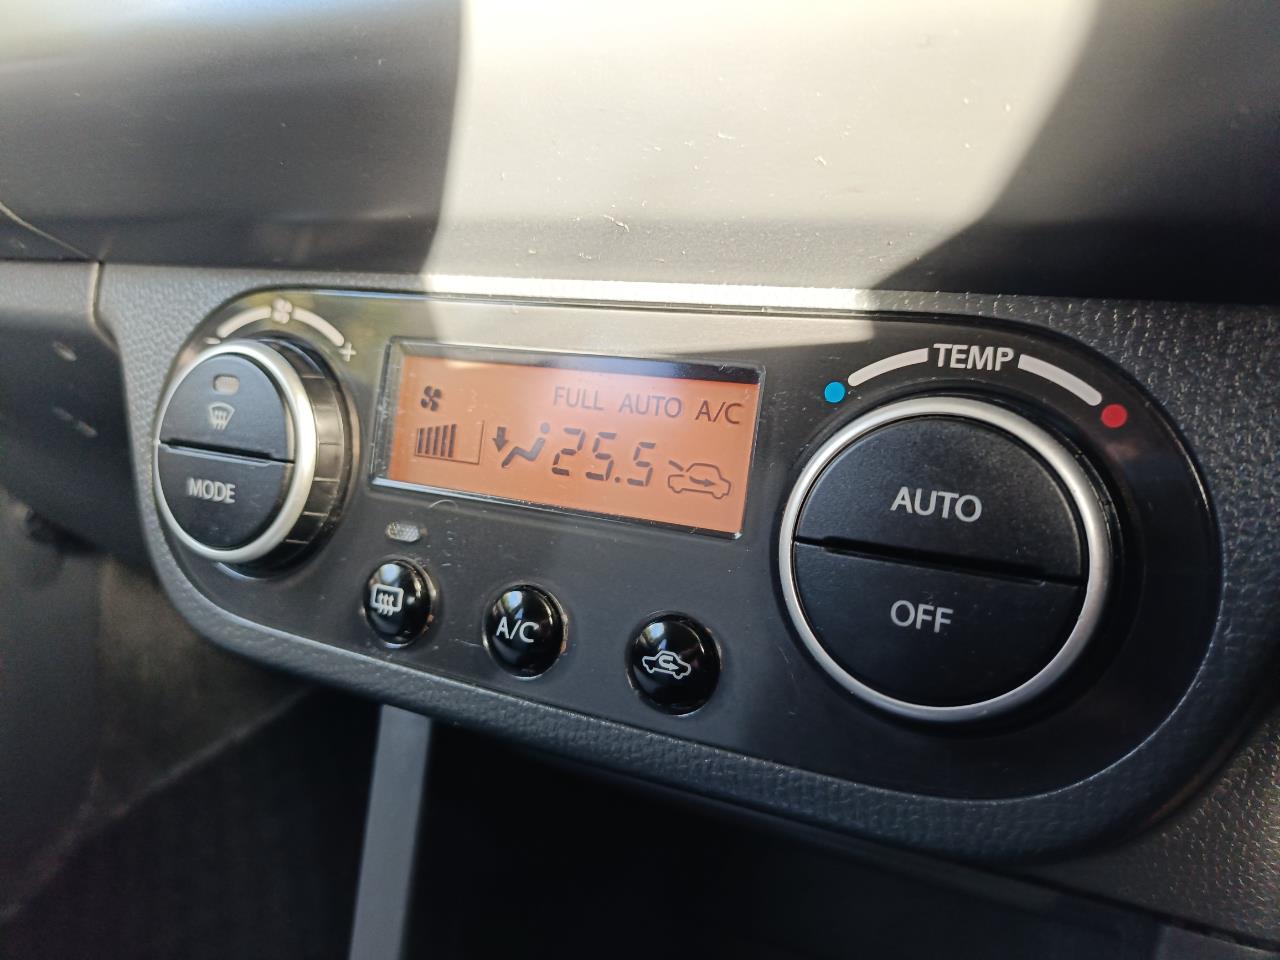 - +
TEMP
FULL AUTO A/C
25.5
AUTO
MODE
OFF
A/C